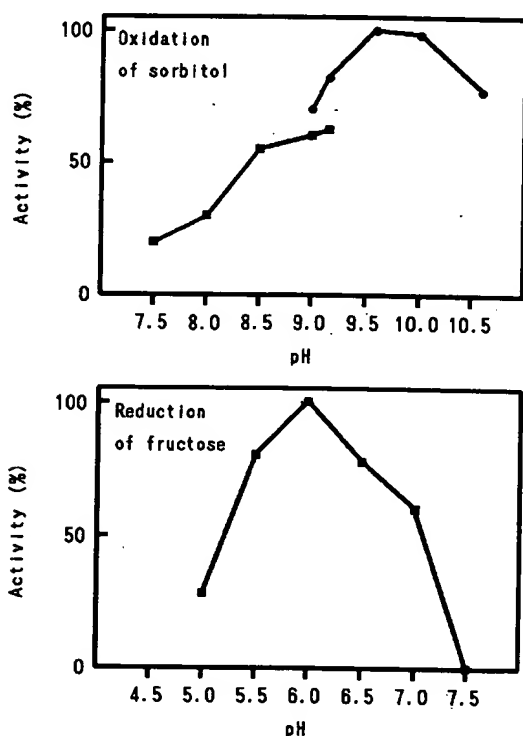 100
Oxidation
of sorbitol
50
0
Activity (%)
7.5 8.0 8.5 9.0 9.5 10.0 10.5
pH
100
Reduction
of fructose
50
0
Activity (%)
4.5 5.0 5.5 6.0 6.5 7.0 7.5
pH